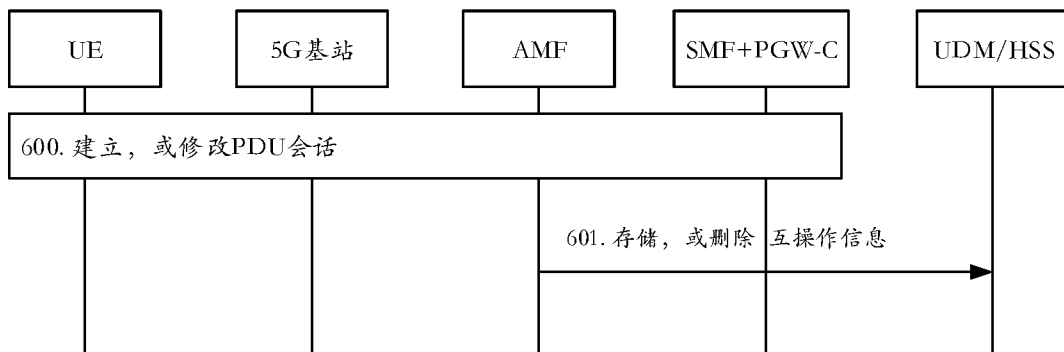 UE
5G基站
AMF
SMF+PGW-C
UDM/HSS
600. 建立，或修改PDU会话
601. 存储，或删除 互操作信息